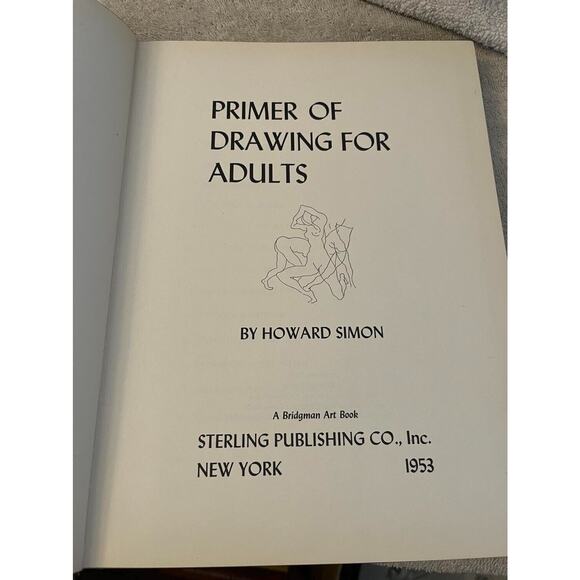 PRIMER OF
DRAWING FOR
ADULTS
BY HOWARD SIMON
A Bridgman Art Book
STERLING PUBLISHING CO., Inc.
NEW YORK 1953